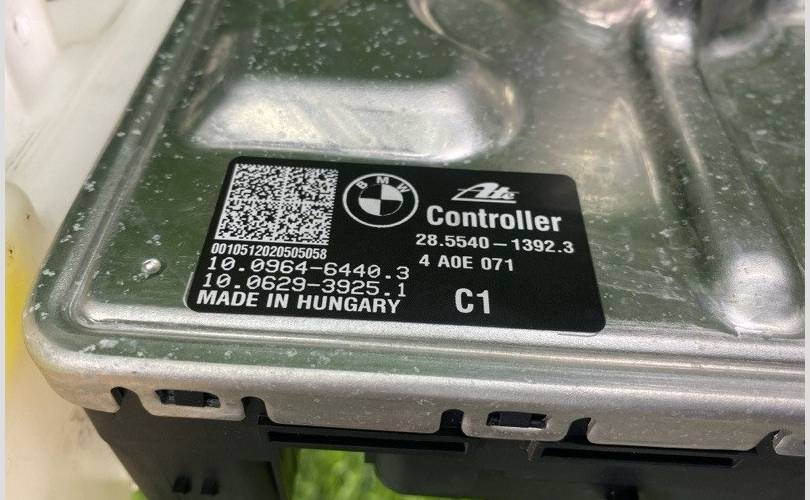 BMW
Ate
Controller
28.5540-1392.3
4 A0E 071
C1
0010512020505058
10.0964-6440.3
10.0629-3925.1
MADE IN HUNGARY